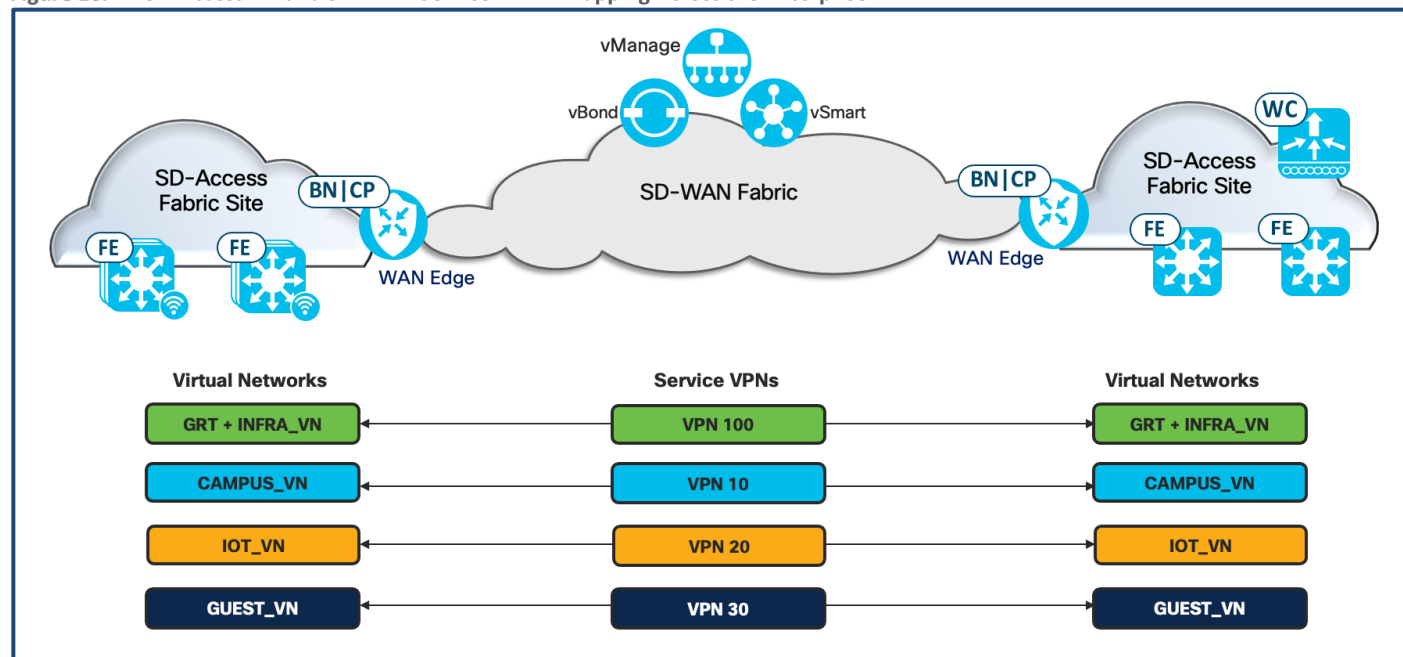 vManage
vBond
vSmart
WC
SD-Access
Fabric Site
BN|CP
SD-WAN Fabric
BN|CP
SD-Access
Fabric Site
FE
FE
WAN Edge
WAN Edge
FE
FE
Virtual Networks
Service VPNs
Virtual Networks
GRT + INFRA_VN
VPN 100
GRT + INFRA_VN
CAMPUS_VN
VPN 10
CAMPUS_VN
IOT_VN
VPN 20
IOT_VN
GUEST_VN
VPN 30
GUEST_VN